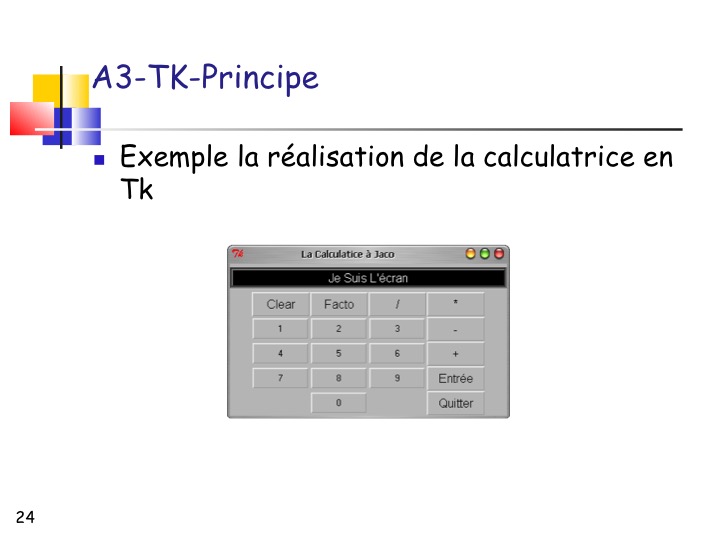 A3-TK-Principe
Exemple la réalisation de la calculatrice en
Tk
Tk La Calculatice à Jaco
Je Suis L'écran
Clear Facto / *
1 2 3 -
4 5 6 +
7 8 9 Entrée
0 Quitter
24